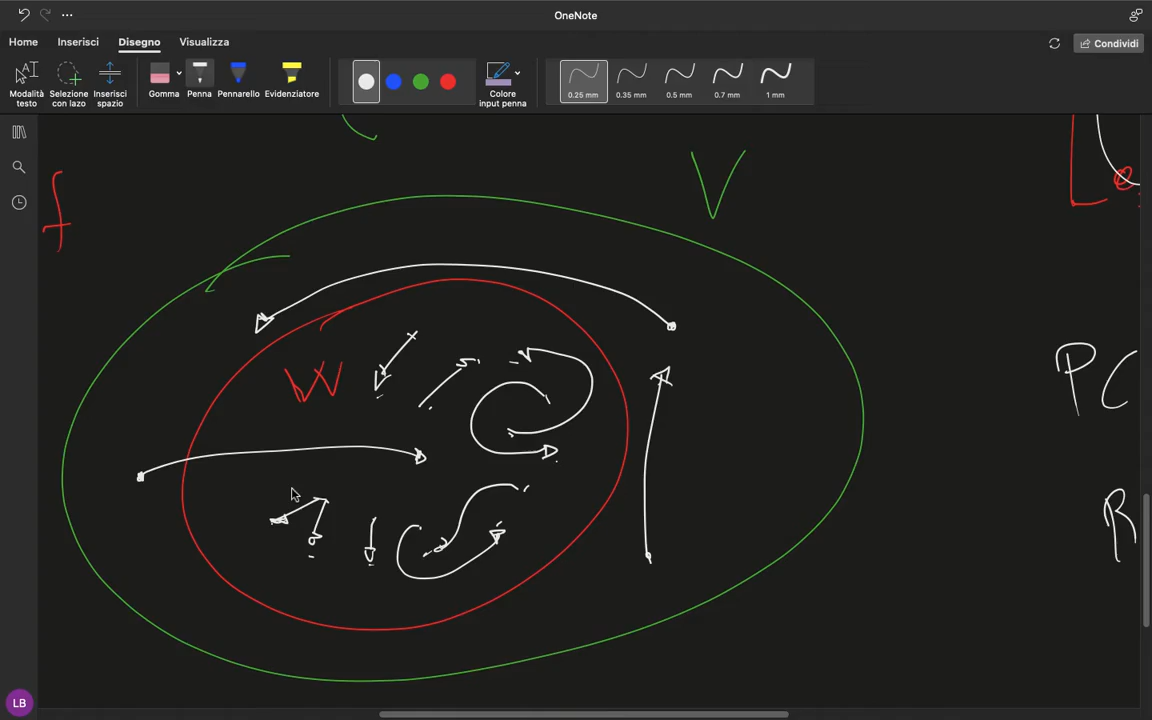 OneNote
Home Inserisci Disegno Visualizza
Condividi
Modalità testo
Selezione con lazo
Inserisci spazio
Gomma
Penna
Pennarello
Evidenziatore
Colore input penna
0.25 mm
0.35 mm
0.5 mm
0.7 mm
1 mm
f
V
W
PC
R
LB